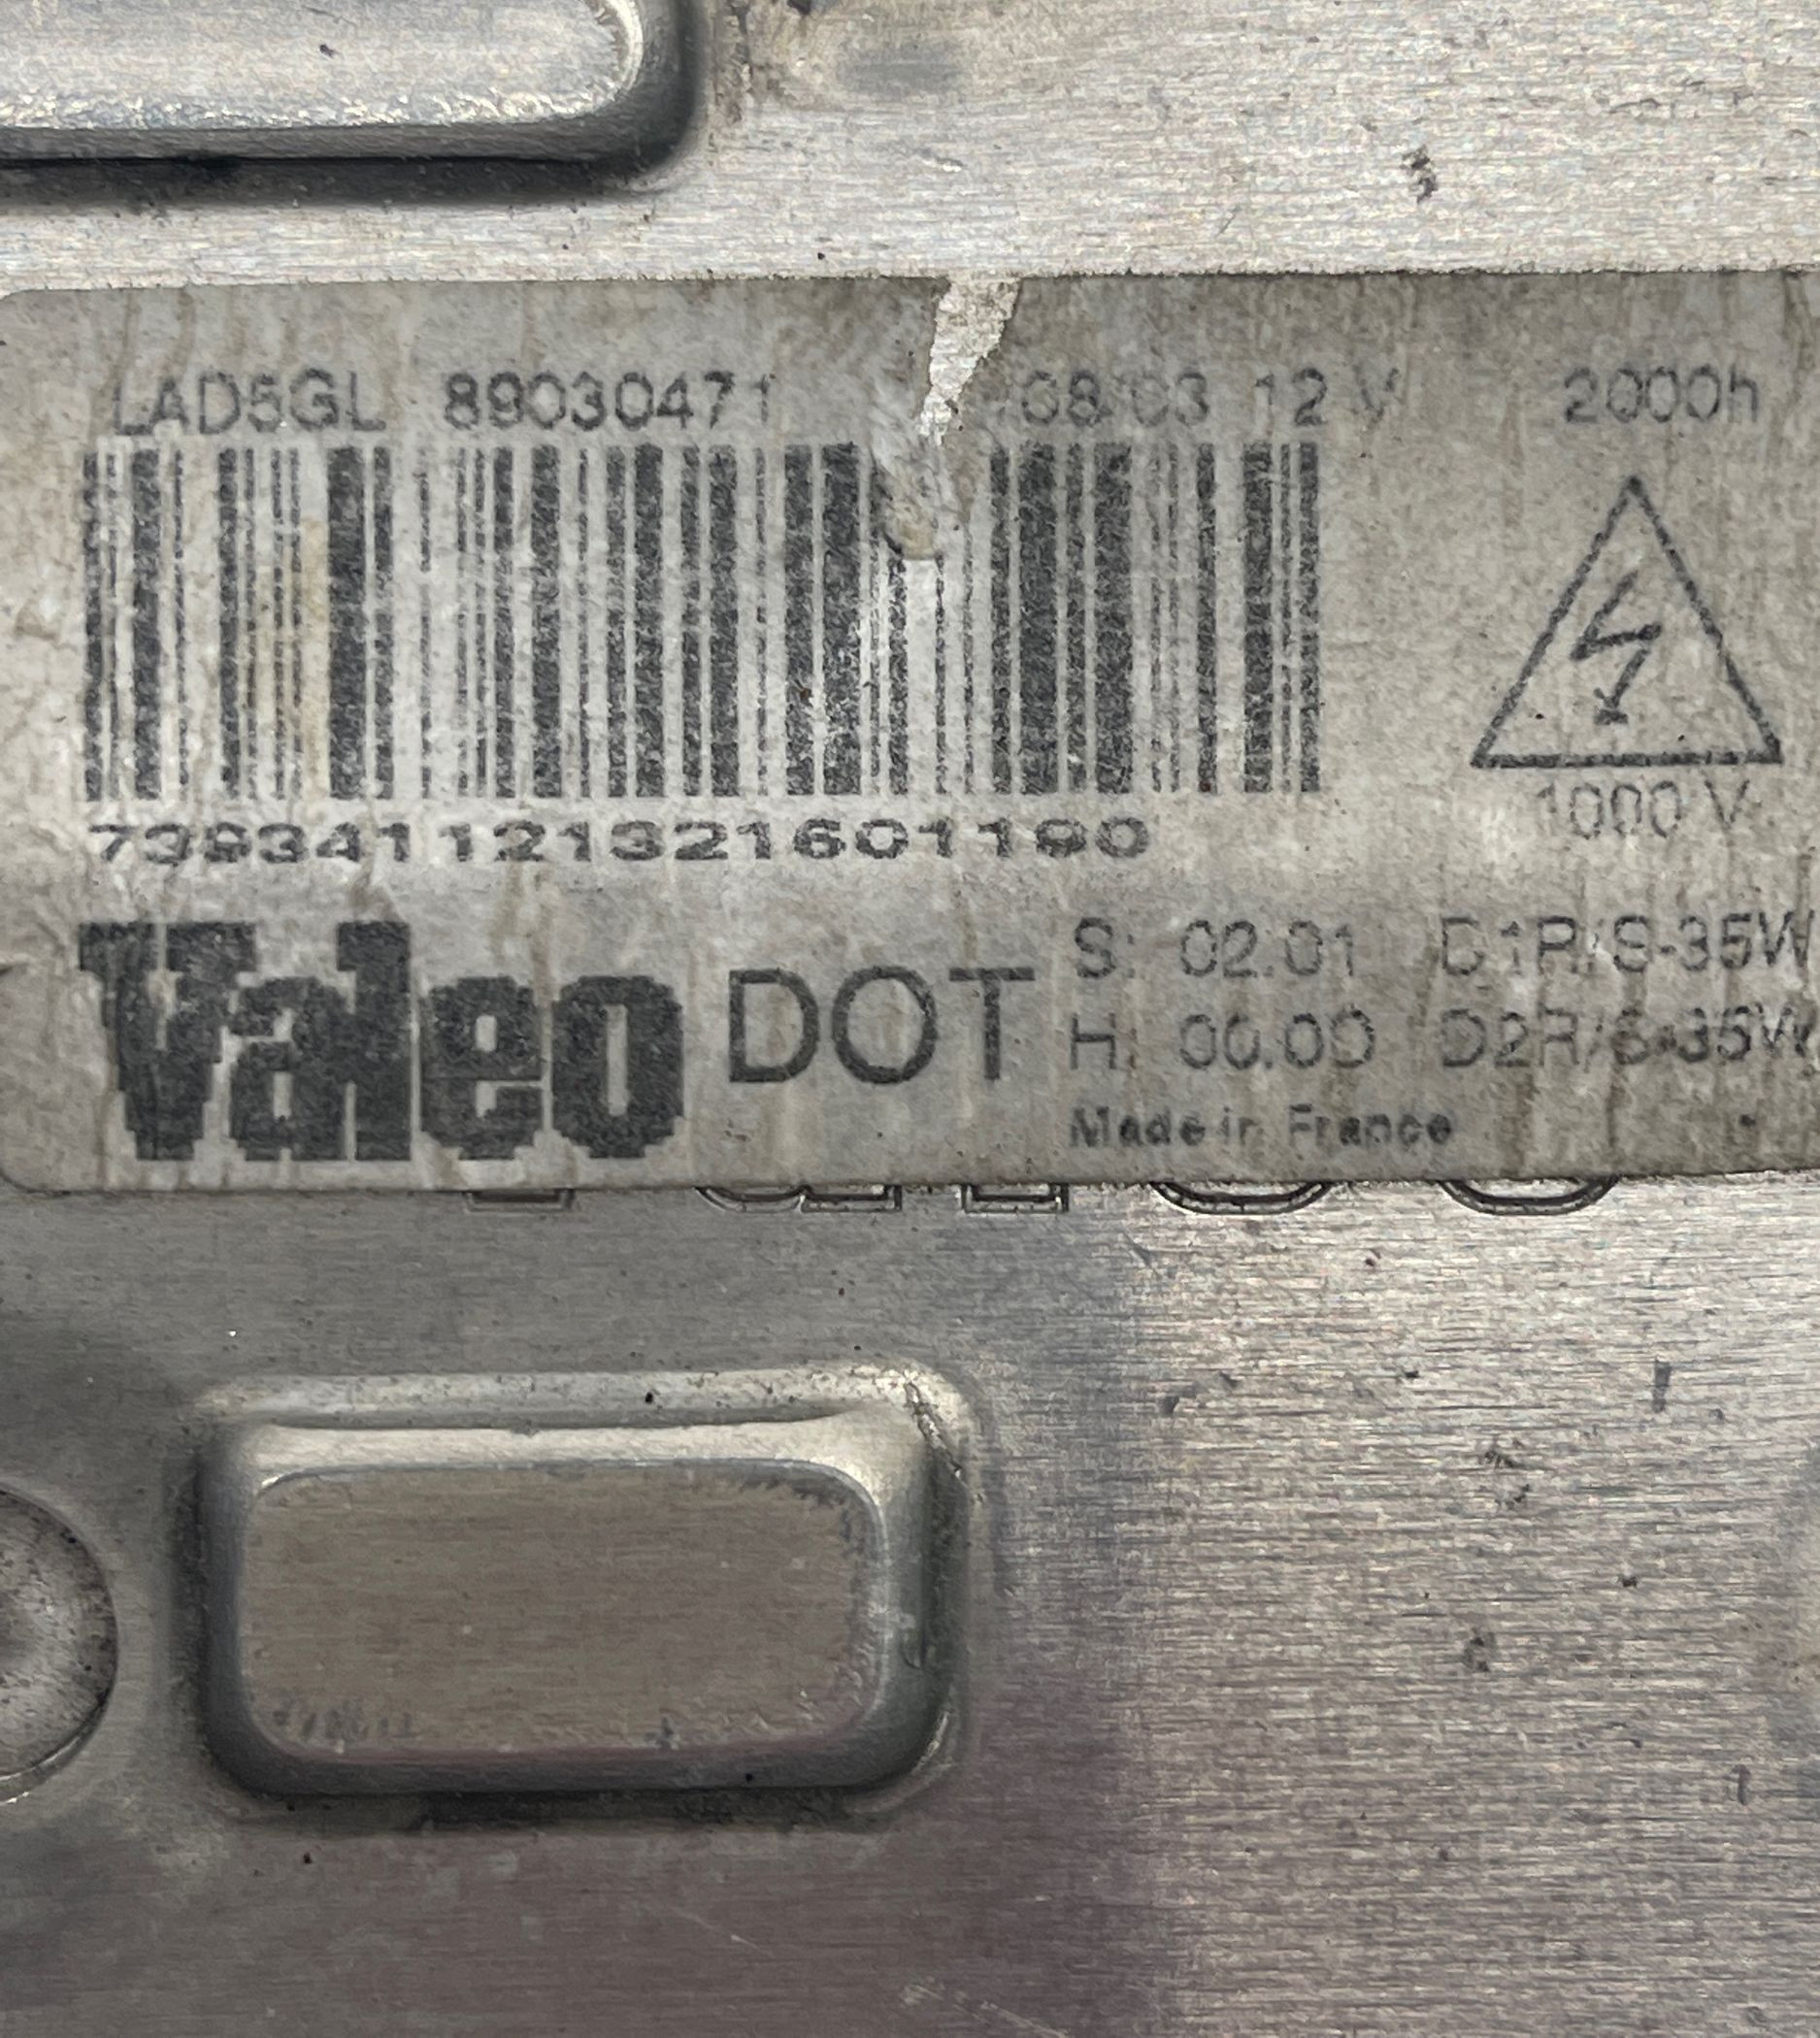 LAD5GL 89030471 08/03 12 V 2000h
1000 V
Valeo DOT S: 02.01 D1R/S-35W
H: 00.00 D2R/S-35W
Made in France